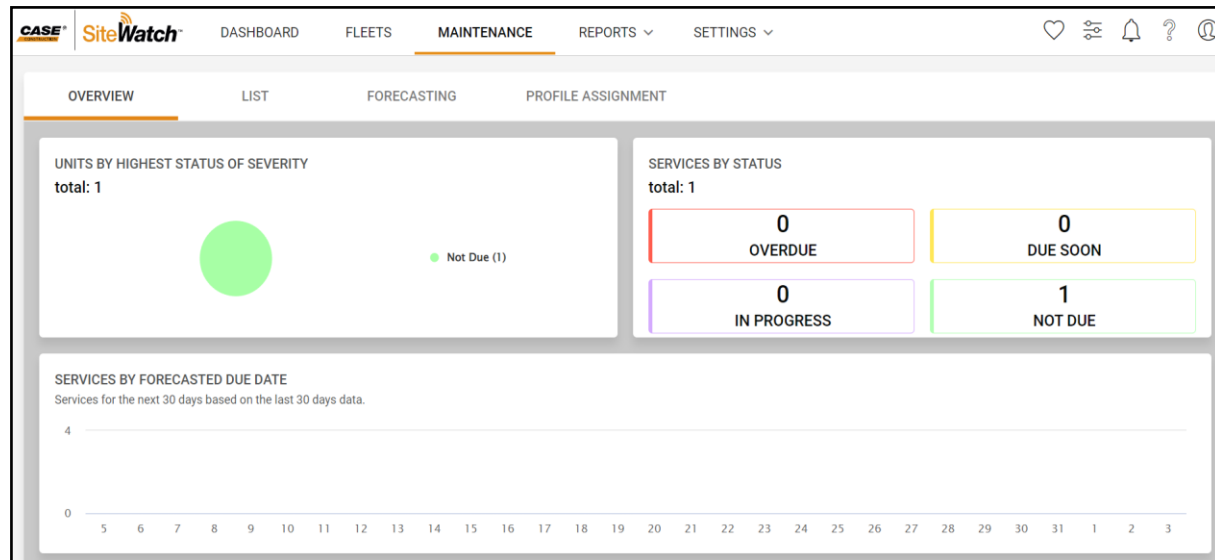 CASE
CONSTRUCTION
SiteWatch™
DASHBOARD
FLEETS
MAINTENANCE
REPORTS
SETTINGS
OVERVIEW
LIST
FORECASTING
PROFILE ASSIGNMENT
UNITS BY HIGHEST STATUS OF SEVERITY
total: 1
Not Due (1)
SERVICES BY STATUS
total: 1
0
OVERDUE
0
DUE SOON
0
IN PROGRESS
1
NOT DUE
SERVICES BY FORECASTED DUE DATE
Services for the next 30 days based on the last 30 days data.
4
0
5 6 7 8 9 10 11 12 13 14 15 16 17 18 19 20 21 22 23 24 25 26 27 28 29 30 31 1 2 3